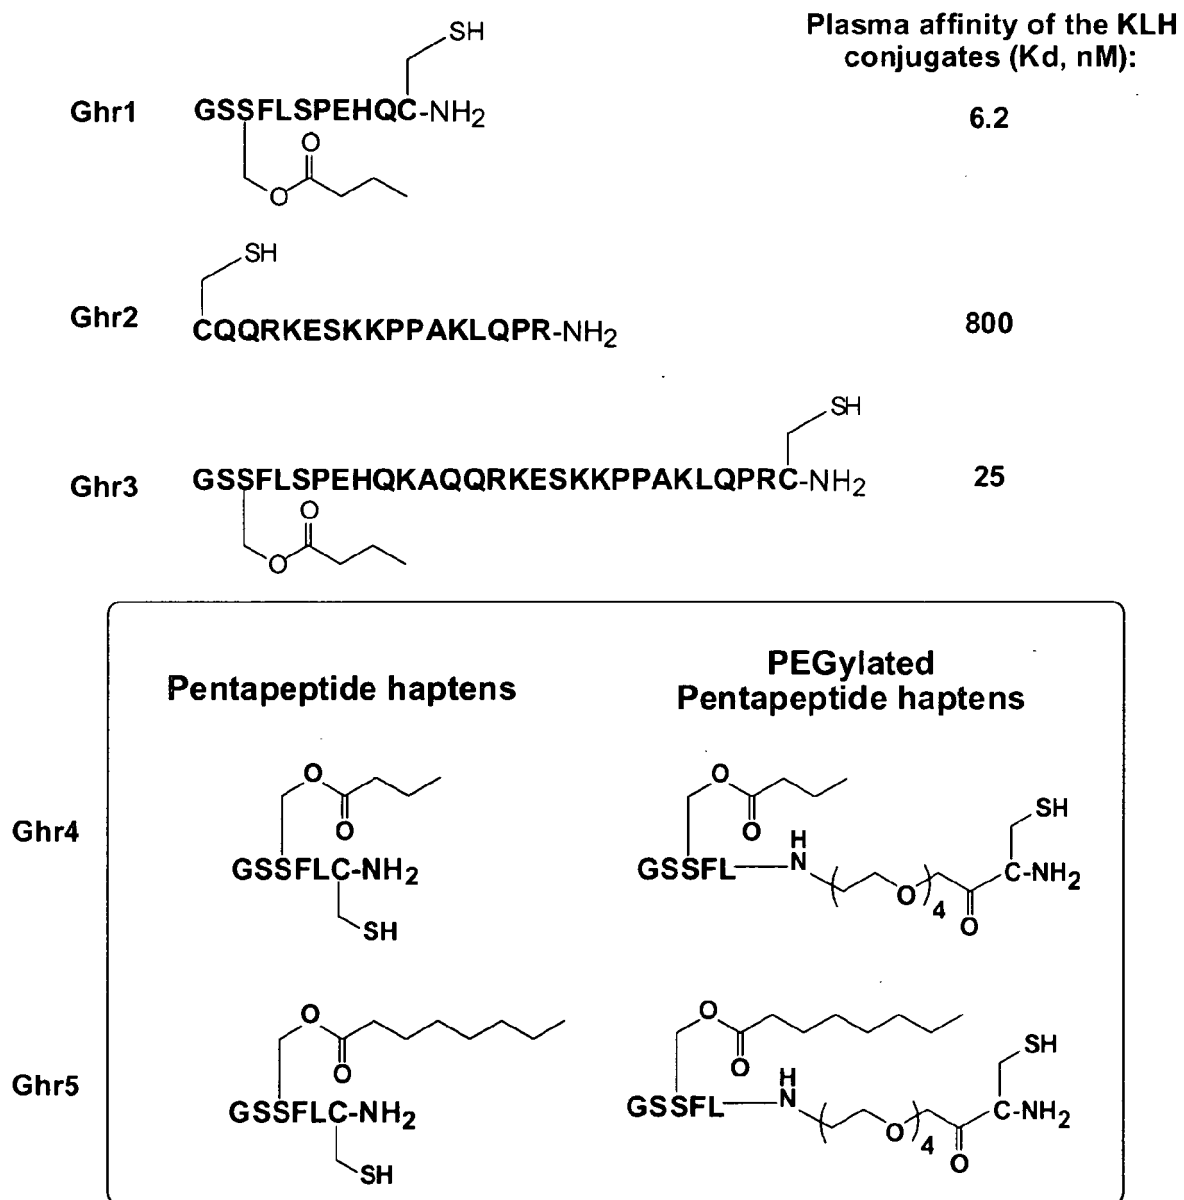 Plasma affinity of the KLH
conjugates (Kd, nM):
SH
Ghr1 GSSFLSPEHQC-NH2 6.2
O
O
SH
Ghr2 CQQRKESKKPPAKLQPR-NH2 800
SH
Ghr3 GSSFLSPEHQKAQQRKESKKPPAKLQPRC-NH2 25
O
O
Pentapeptide haptens
PEGylated
Pentapeptide haptens
O O
O O SH
Ghr4 GSSFLC-NH2 GSSFL H N ( O )4 C-NH2
SH O
O O
O O SH
Ghr5 GSSFLC-NH2 GSSFL H N ( O )4 C-NH2
SH O